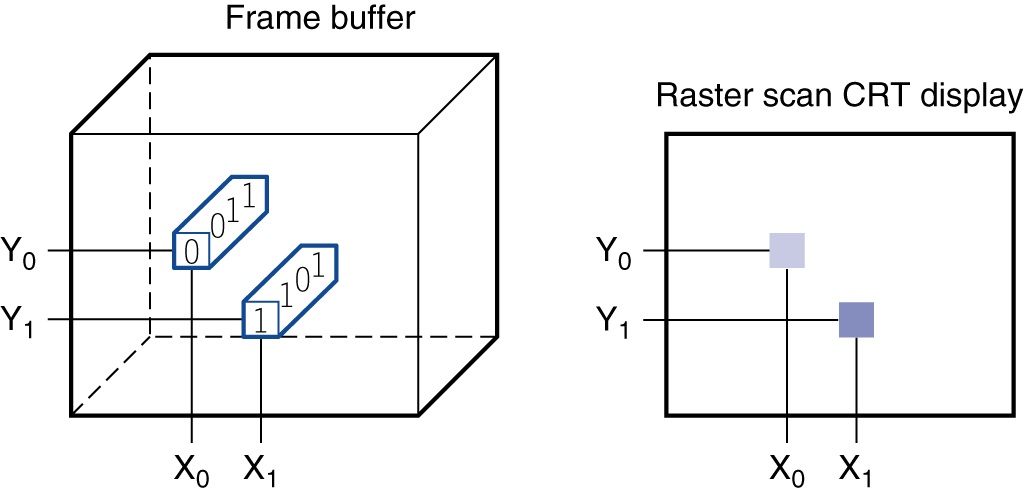 Frame buffer
Raster scan CRT display
0 0 1 1
Y0
Y0
1 1 0 1
Y1
Y1
X0 X1
X0 X1